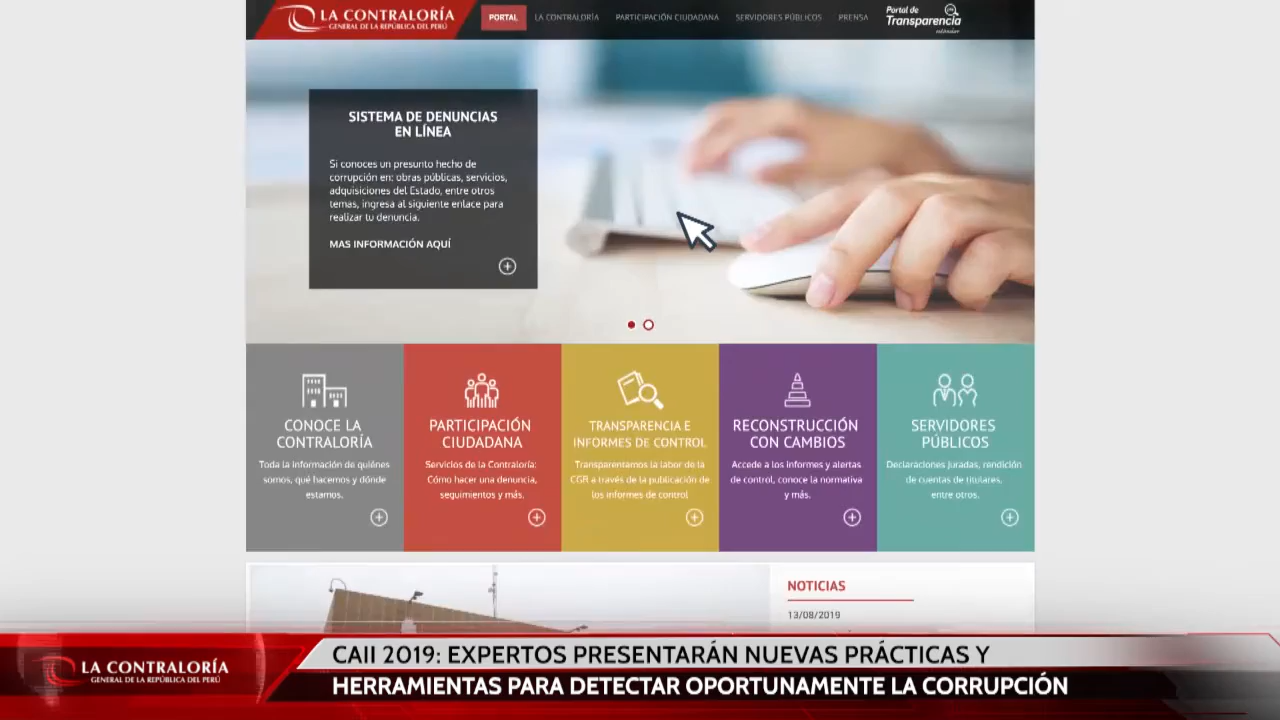 LA CONTRALORÍA
GENERAL DE LA REPÚBLICA DEL PERÚ
PORTAL
LA CONTRALORÍA
PARTICIPACIÓN CIUDADANA
SERVIDORES PÚBLICOS
PRENSA
Portal de
Transparencia
estándar
SISTEMA DE DENUNCIAS
EN LÍNEA
Si conoces un presunto hecho de
corrupción en: obras públicas, servicios,
adquisiciones del Estado, entre otros
temas, ingresa al siguiente enlace para
realizar tu denuncia.
MAS INFORMACIÓN AQUÍ
CONOCE LA
CONTRALORÍA
Toda la información de quiénes
somos, qué hacemos y dónde
estamos.
PARTICIPACIÓN
CIUDADANA
Servicios de la Contraloría:
Cómo hacer una denuncia,
seguimientos y más.
TRANSPARENCIA E
INFORMES DE CONTROL
Transparentamos la labor de la
CGR a través de la publicación de
los informes de control
RECONSTRUCCIÓN
CON CAMBIOS
Accede a los informes y alertas
de control, conoce la normativa
y más.
SERVIDORES
PÚBLICOS
Declaraciones Juradas, rendición
de cuentas de titulares,
entre otros.
NOTICIAS
13/08/2019
LA CONTRALORÍA
GENERAL DE LA REPÚBLICA DEL PERÚ
CAII 2019: EXPERTOS PRESENTARÁN NUEVAS PRÁCTICAS Y
HERRAMIENTAS PARA DETECTAR OPORTUNAMENTE LA CORRUPCIÓN